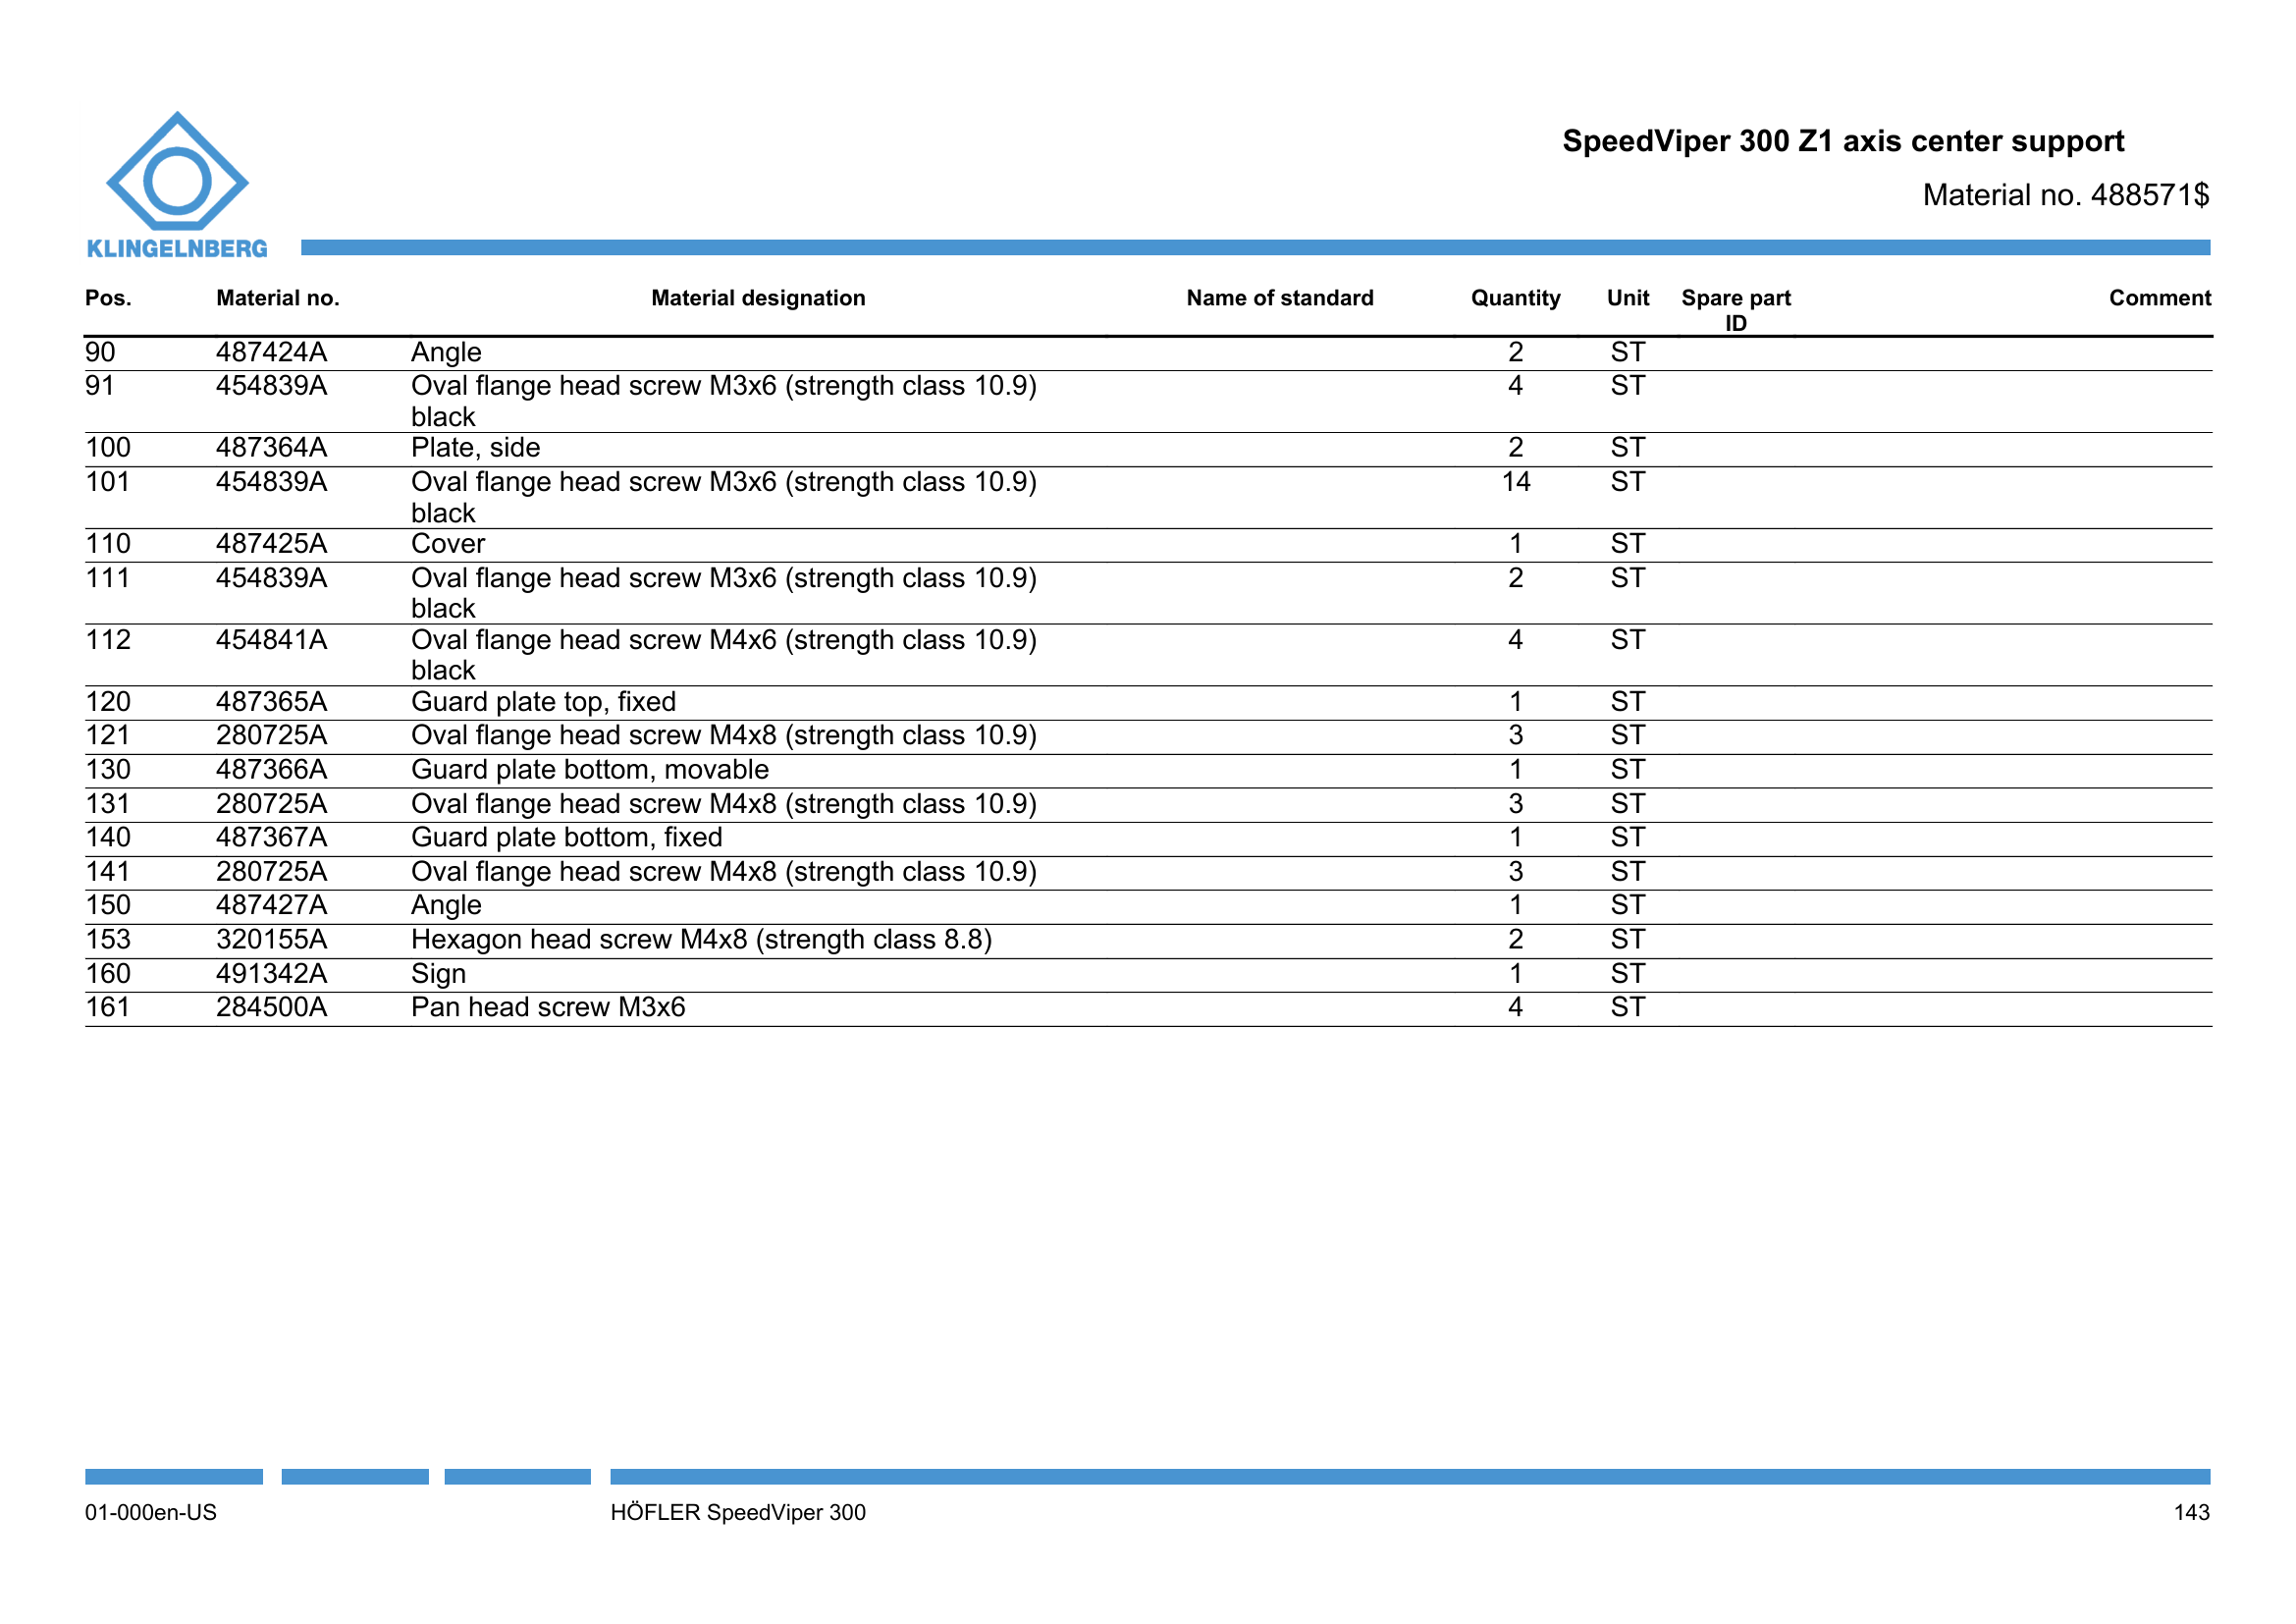 SpeedViper 300 Z1 axis center support
Material no. 488571$
KLINGELNBERG
Pos. Material no. Material designation Name of standard Quantity Unit Spare part ID Comment
90 487424A Angle 2 ST
91 454839A Oval flange head screw M3x6 (strength class 10.9) 4 ST
black
100 487364A Plate, side 2 ST
101 454839A Oval flange head screw M3x6 (strength class 10.9) 14 ST
black
110 487425A Cover 1 ST
111 454839A Oval flange head screw M3x6 (strength class 10.9) 2 ST
black
112 454841A Oval flange head screw M4x6 (strength class 10.9) 4 ST
black
120 487365A Guard plate top, fixed 1 ST
121 280725A Oval flange head screw M4x8 (strength class 10.9) 3 ST
130 487366A Guard plate bottom, movable 1 ST
131 280725A Oval flange head screw M4x8 (strength class 10.9) 3 ST
140 487367A Guard plate bottom, fixed 1 ST
141 280725A Oval flange head screw M4x8 (strength class 10.9) 3 ST
150 487427A Angle 1 ST
153 320155A Hexagon head screw M4x8 (strength class 8.8) 2 ST
160 491342A Sign 1 ST
161 284500A Pan head screw M3x6 4 ST
01-000en-US HÖFLER SpeedViper 300 143